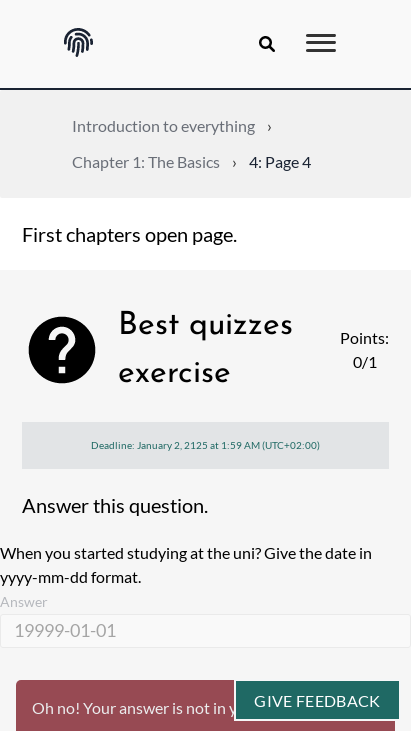 Introduction to everything ›
Chapter 1: The Basics › 4: Page 4
First chapters open page.
Best quizzes
exercise
Points:
0/1
Deadline: January 2, 2125 at 1:59 AM (UTC+02:00)
Answer this question.
When you started studying at the uni? Give the date in
yyyy-mm-dd format.
Answer
19999-01-01
Oh no! Your answer is not in
GIVE FEEDBACK